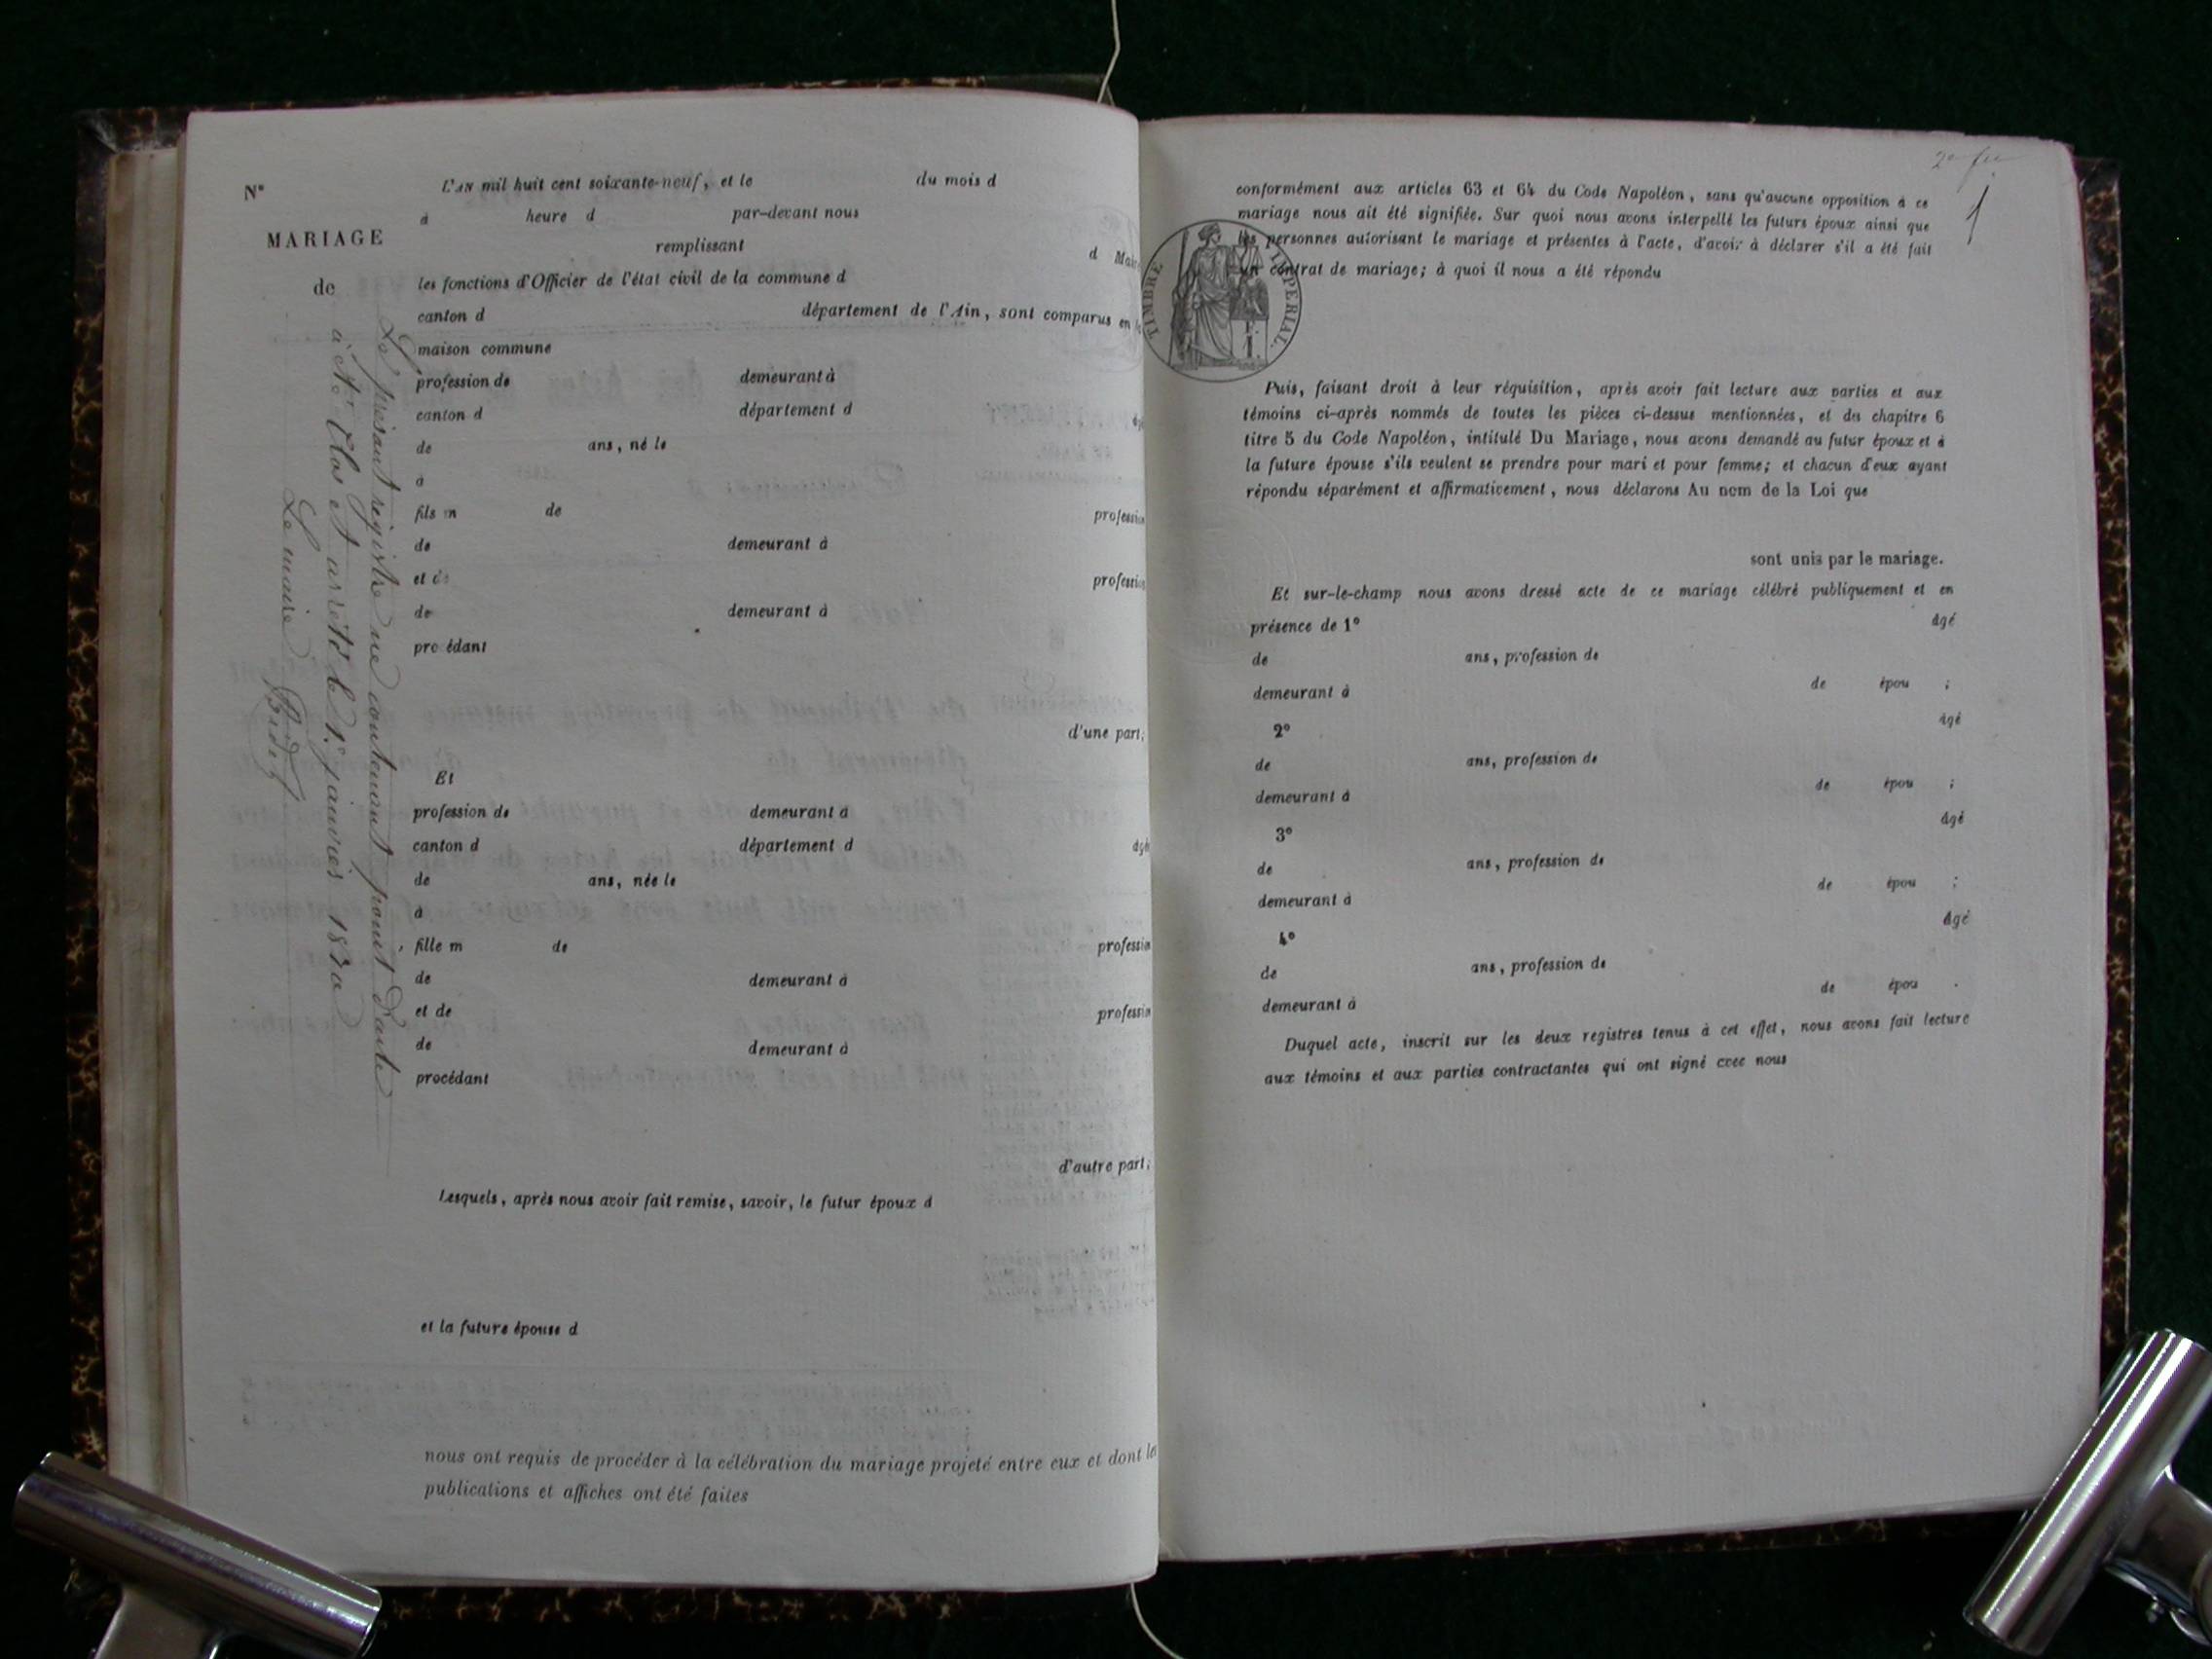 N°
MARIAGE
de
Le présent registre ne contenant point d'acte
a été Clos et arrêté le 1er janvier 1870
Le maire
L'AN mil huit cent soixante-neuf, et le du mois d
à heure d par-devant nous
remplissant d Maire
les fonctions d'Officier de l'état civil de la commune d
canton d département de l'Ain, sont comparus en la
maison commune
profession de demeurant à
canton d département d âgé
de ans, né le
à
fils m de profession
de demeurant à
et de profession
de demeurant à
procédant
d'une part;
Et
profession de demeurant à
canton d département d âgé
de ans, née le
à
fille m de profession
de demeurant à
et de profession
de demeurant à
procédant
d'autre part;
Lesquels, après nous avoir fait remise, savoir, le futur époux d
et la future épouse d
nous ont requis de procéder à la célébration du mariage projeté entre eux et dont les
publications et affiches ont été faites
1
conformément aux articles 63 et 64 du Code Napoléon, sans qu'aucune opposition à ce
mariage nous ait été signifiée. Sur quoi nous avons interpellé les futurs époux ainsi que
les personnes autorisant le mariage et présentes à l'acte, d'avoir à déclarer s'il a été fait
un contrat de mariage; à quoi il nous a été répondu
TIMBRE IMPERIAL.
Puis, faisant droit à leur réquisition, après avoir fait lecture aux parties et aux
témoins ci-après nommés de toutes les pièces ci-dessus mentionnées, et du chapitre 6
titre 5 du Code Napoléon, intitulé Du Mariage, nous avons demandé au futur époux et à
la future épouse s'ils veulent se prendre pour mari et pour femme; et chacun d'eux ayant
répondu séparément et affirmativement, nous déclarons Au nom de la Loi que
sont unis par le mariage.
Et sur-le-champ nous avons dressé acte de ce mariage célébré publiquement et en
présence de 1° âgé
de ans, profession de
demeurant à de épou ;
2° âgé
de ans, profession de
demeurant à de épou ;
3° âgé
de ans, profession de
demeurant à de épou ;
4° âgé
de ans, profession de
demeurant à de épou .
Duquel acte, inscrit sur les deux registres tenus à cet effet, nous avons fait lecture
aux témoins et aux parties contractantes qui ont signé avec nous